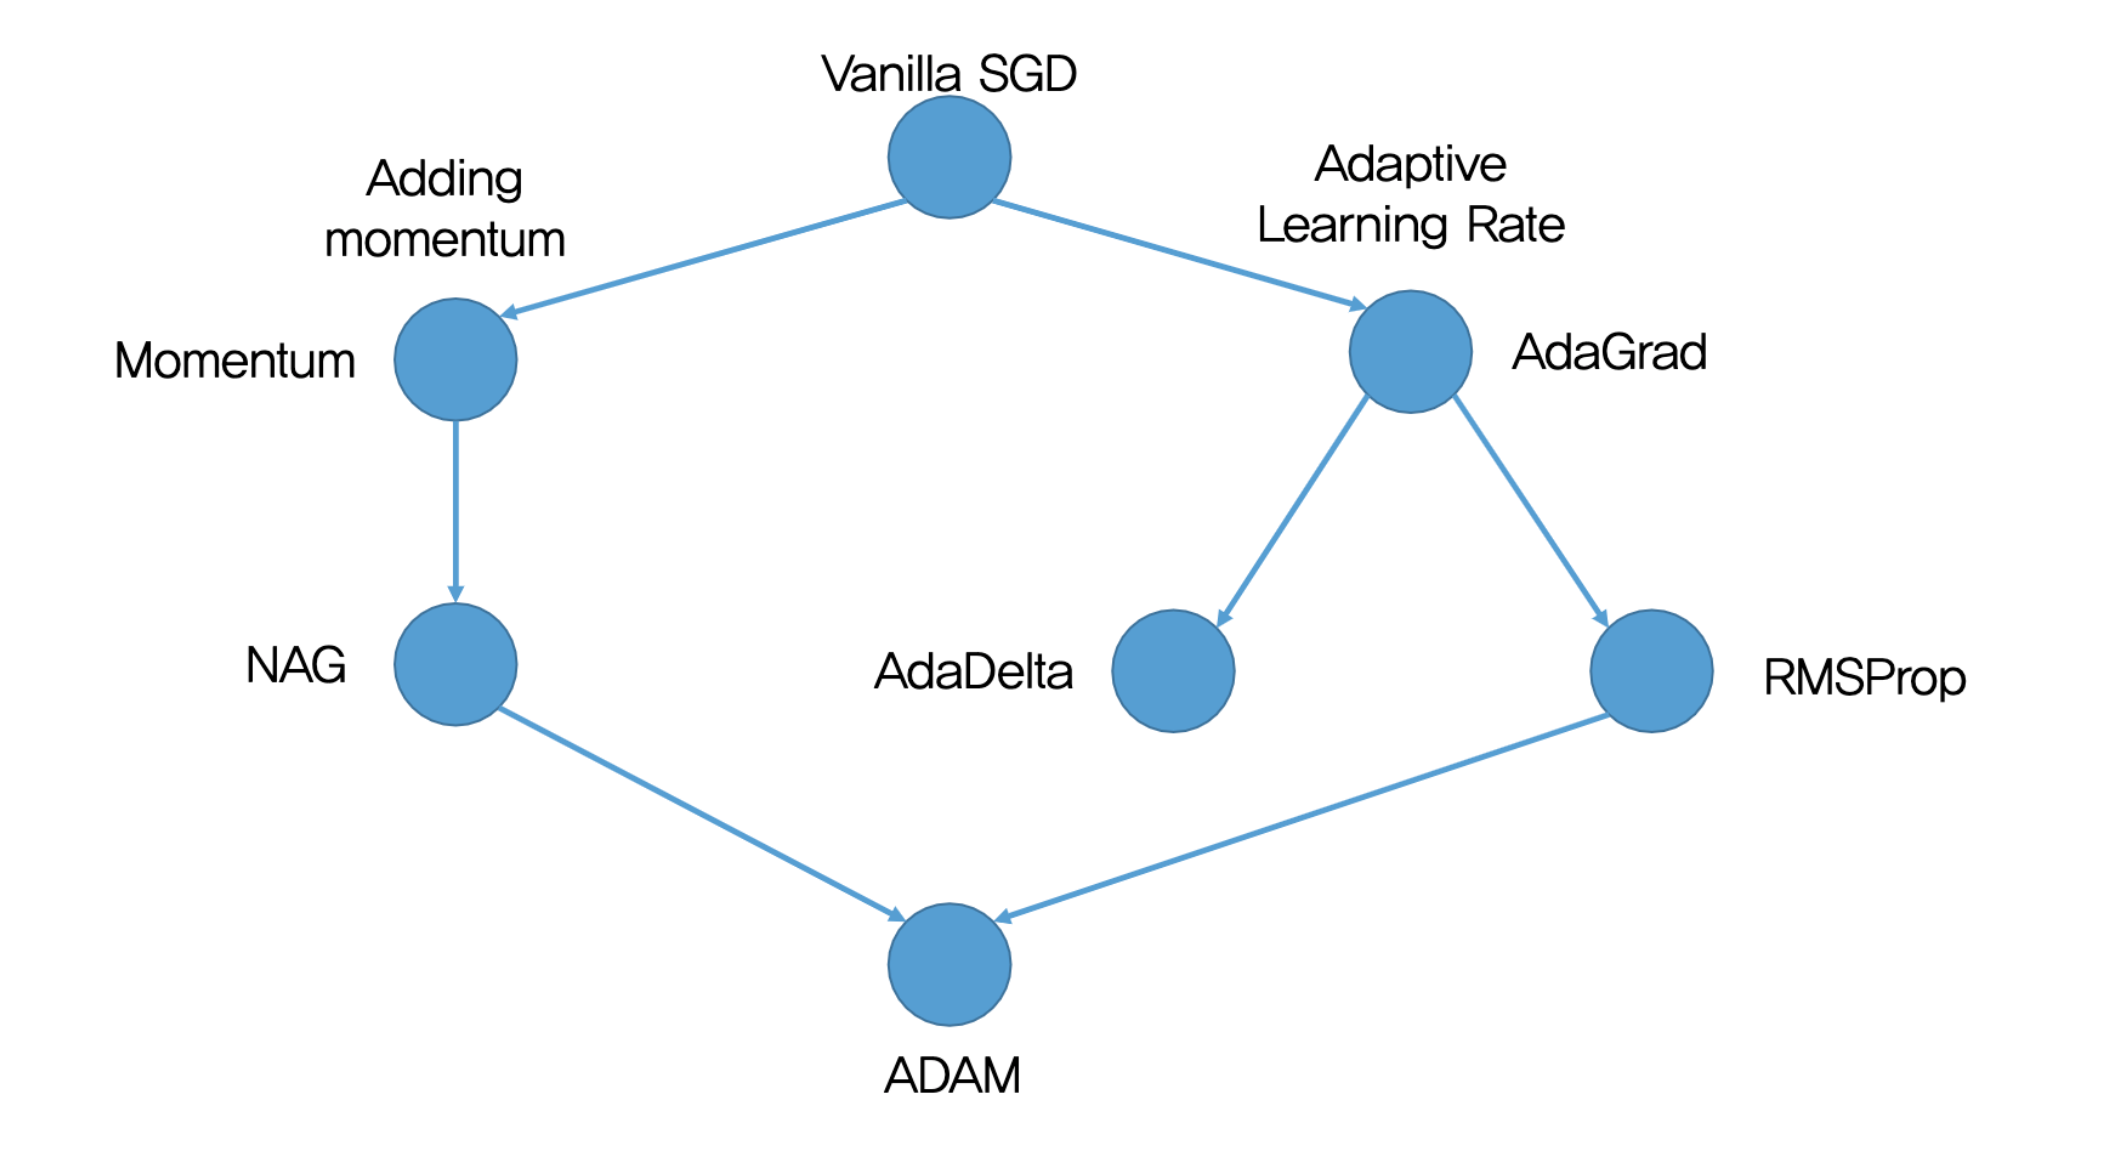 Vanilla SGD
Adding
momentum
Adaptive
Learning Rate
Momentum
AdaGrad
NAG
AdaDelta
RMSProp
ADAM